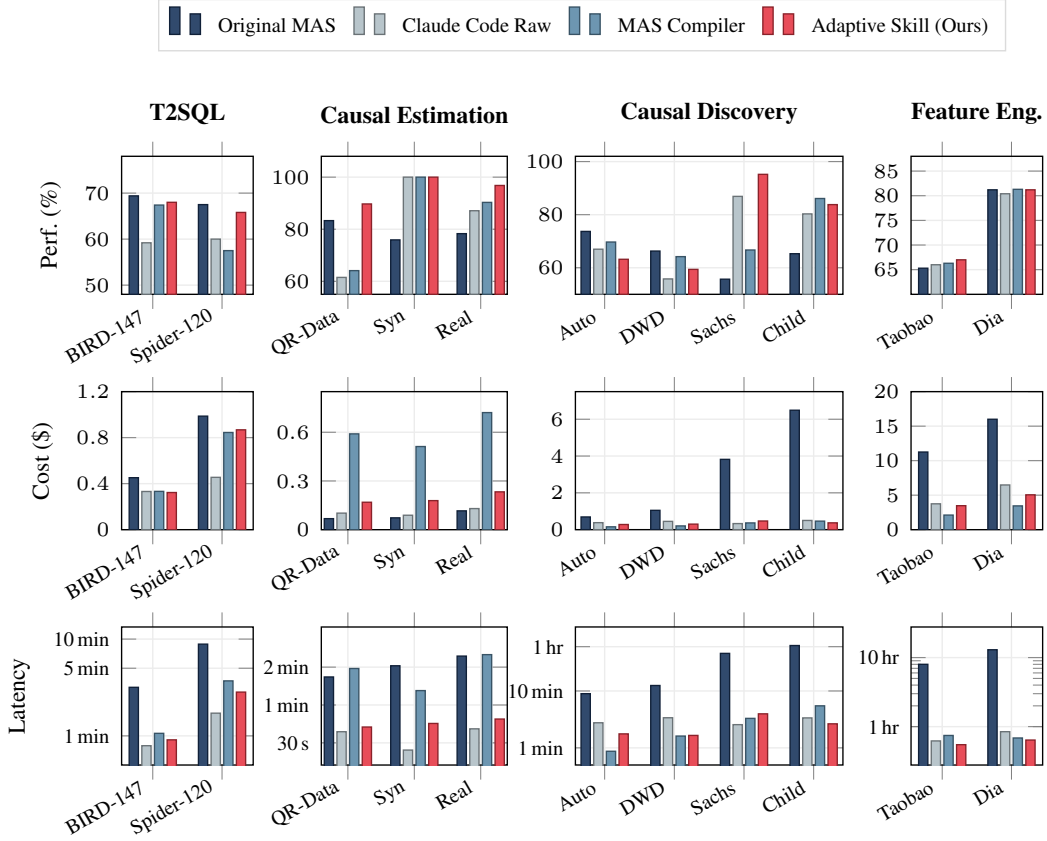 Original MAS Claude Code Raw MAS Compiler Adaptive Skill (Ours)
T2SQL Causal Estimation Causal Discovery Feature Eng.
Perf. (%)
70
60
50
BIRD-147
Spider-120
100
80
60
QR-Data
Syn
Real
100
80
60
Auto
DWD
Sachs
Child
85
80
75
70
65
Taobao
Dia
Cost ($)
1.2
0.8
0.4
0
BIRD-147
Spider-120
0.6
0.3
0
QR-Data
Syn
Real
6
4
2
0
Auto
DWD
Sachs
Child
20
15
10
5
0
Taobao
Dia
Latency
10 min
5 min
1 min
BIRD-147
Spider-120
2 min
1 min
30 s
QR-Data
Syn
Real
1 hr
10 min
1 min
Auto
DWD
Sachs
Child
10 hr
1 hr
Taobao
Dia